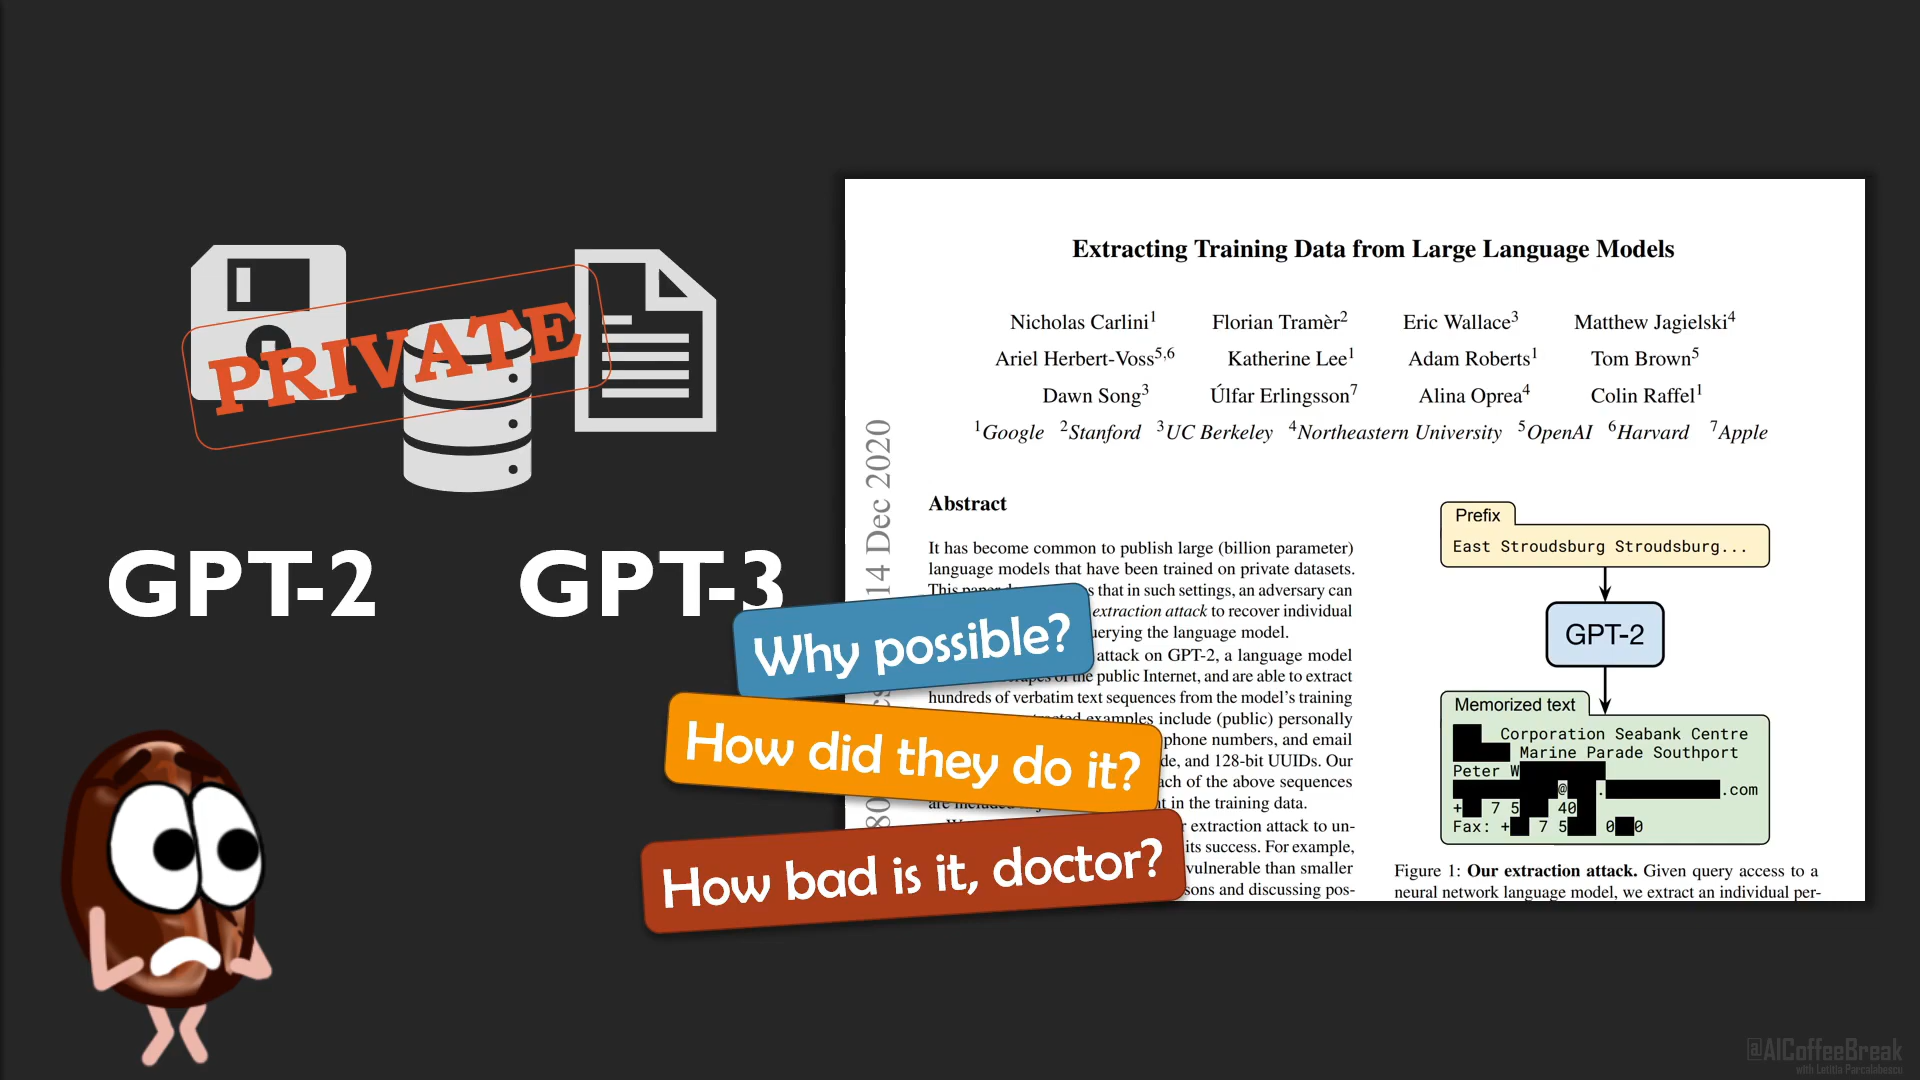 PRIVATE
GPT-2 GPT-3
Why possible?
How did they do it?
How bad is it, doctor?
Extracting Training Data from Large Language Models
Nicholas Carlini1 Florian Tramèr2 Eric Wallace3 Matthew Jagielski4
Ariel Herbert-Voss5,6 Katherine Lee1 Adam Roberts1 Tom Brown5
Dawn Song3 Úlfar Erlingsson7 Alina Oprea4 Colin Raffel1
1Google 2Stanford 3UC Berkeley 4Northeastern University 5OpenAI 6Harvard 7Apple
14 Dec 2020
Abstract
It has become common to publish large (billion parameter)
language models that have been trained on private datasets.
This paper that in such settings, an adversary can
extraction attack to recover individual
querying the language model.
attack on GPT-2, a language model
of the public Internet, and are able to extract
hundreds of verbatim text sequences from the model's training
examples include (public) personally
phone numbers, and email
and 128-bit UUIDs. Our
each of the above sequences
are in the training data.
extraction attack to un-
its success. For example,
vulnerable than smaller
and discussing pos-
Prefix
East Stroudsburg Stroudsburg...
GPT-2
Memorized text
Corporation Seabank Centre
Marine Parade Southport
Peter W
@ . .com
+ 7 5 40
Fax: + 7 5 0 0
Figure 1: Our extraction attack. Given query access to a
neural network language model, we extract an individual per-
@AICoffeeBreak
with Letitia Parcalabescu